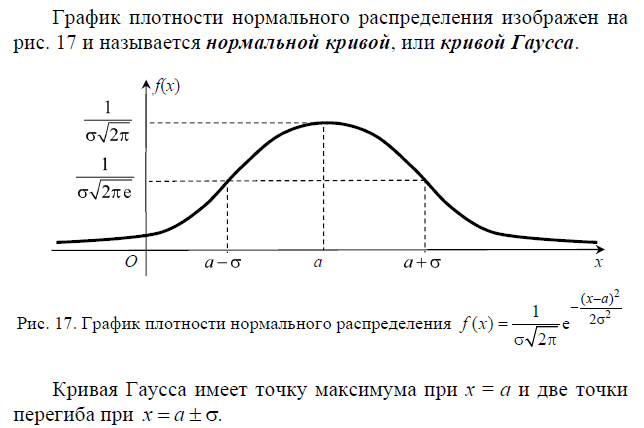 График плотности нормального распределения изображен на
рис. 17 и называется нормальной кривой, или кривой Гаусса.
f(x)
1/(σ√2π)
1/(σ√2πe)
O a−σ a a+σ x
Рис. 17. График плотности нормального распределения f(x) = 1/(σ√2π) e^(−(x−a)²/(2σ²))
Кривая Гаусса имеет точку максимума при x = a и две точки
перегиба при x = a ± σ.